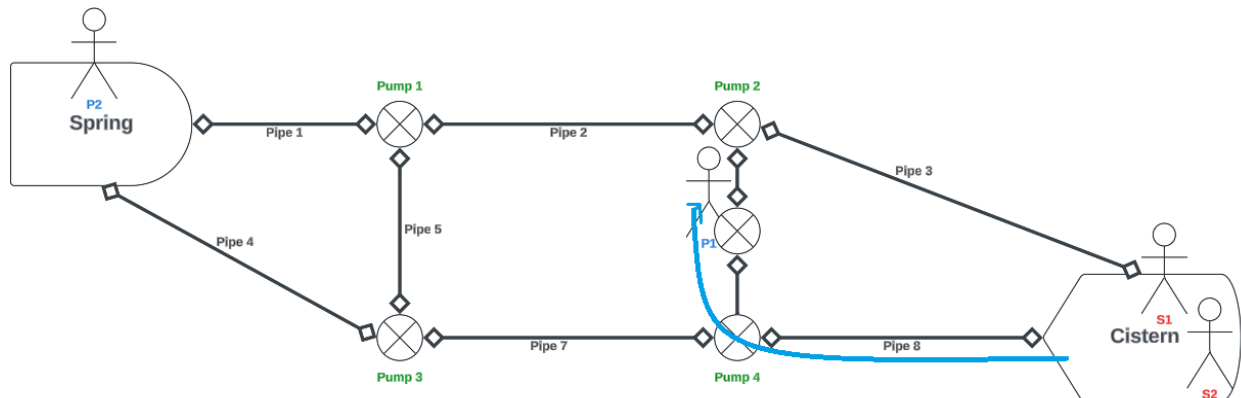 P2
Spring
Pump 1
Pump 2
Pipe 1
Pipe 2
Pipe 3
Pipe 4
Pipe 5
P1
S1
Cistern
Pipe 7
Pipe 8
Pump 3
Pump 4
S2